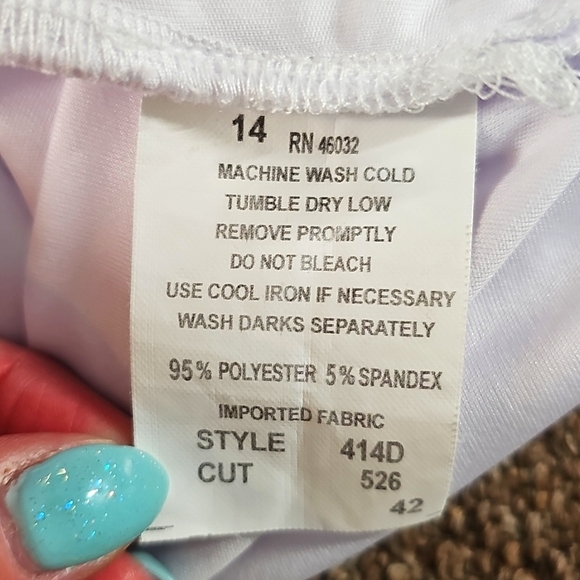 14 RN 46032
MACHINE WASH COLD
TUMBLE DRY LOW
REMOVE PROMPTLY
DO NOT BLEACH
USE COOL IRON IF NECESSARY
WASH DARKS SEPARATELY
95% POLYESTER 5% SPANDEX
IMPORTED FABRIC
STYLE 414D
CUT 526
42